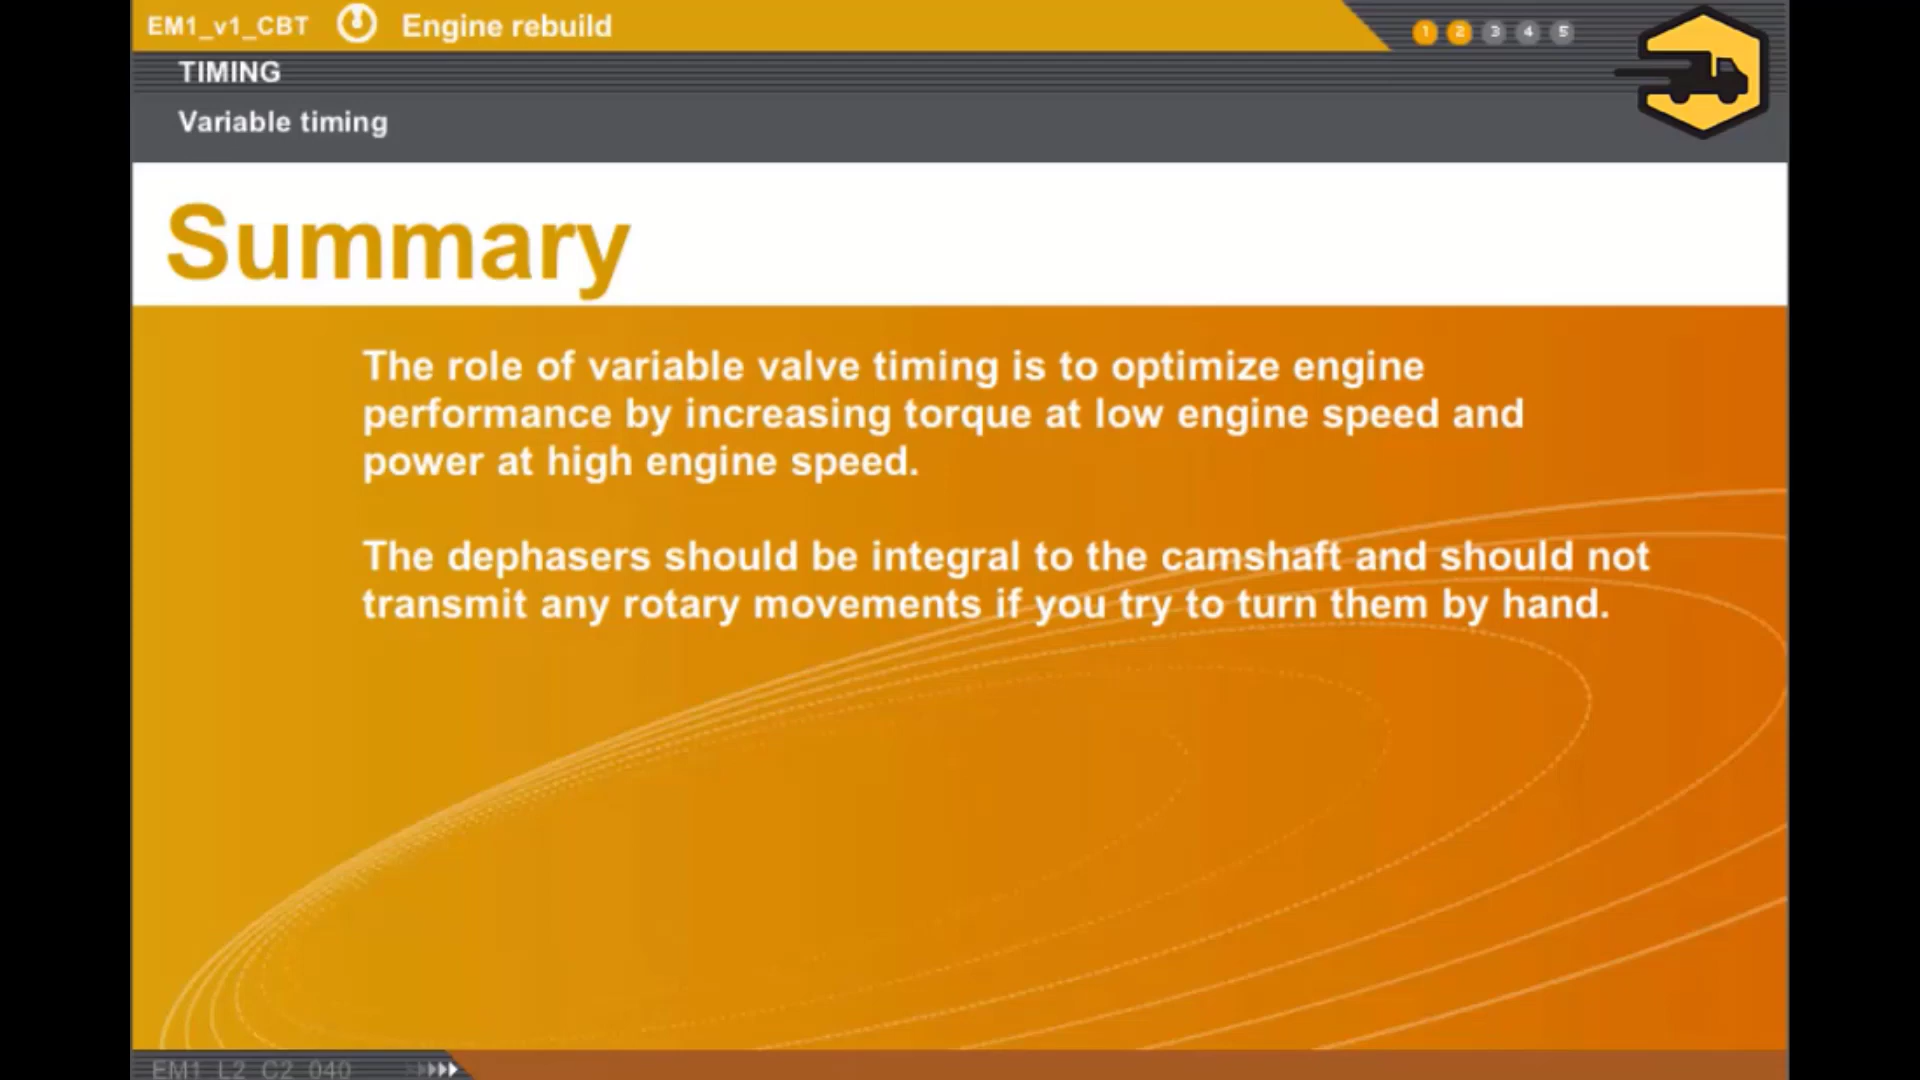 EM1_v1_CBT Engine rebuild
1 2 3 4 5
TIMING
Variable timing
Summary
The role of variable valve timing is to optimize engine
performance by increasing torque at low engine speed and
power at high engine speed.
The dephasers should be integral to the camshaft and should not
transmit any rotary movements if you try to turn them by hand.
EM1_L2_C2_040